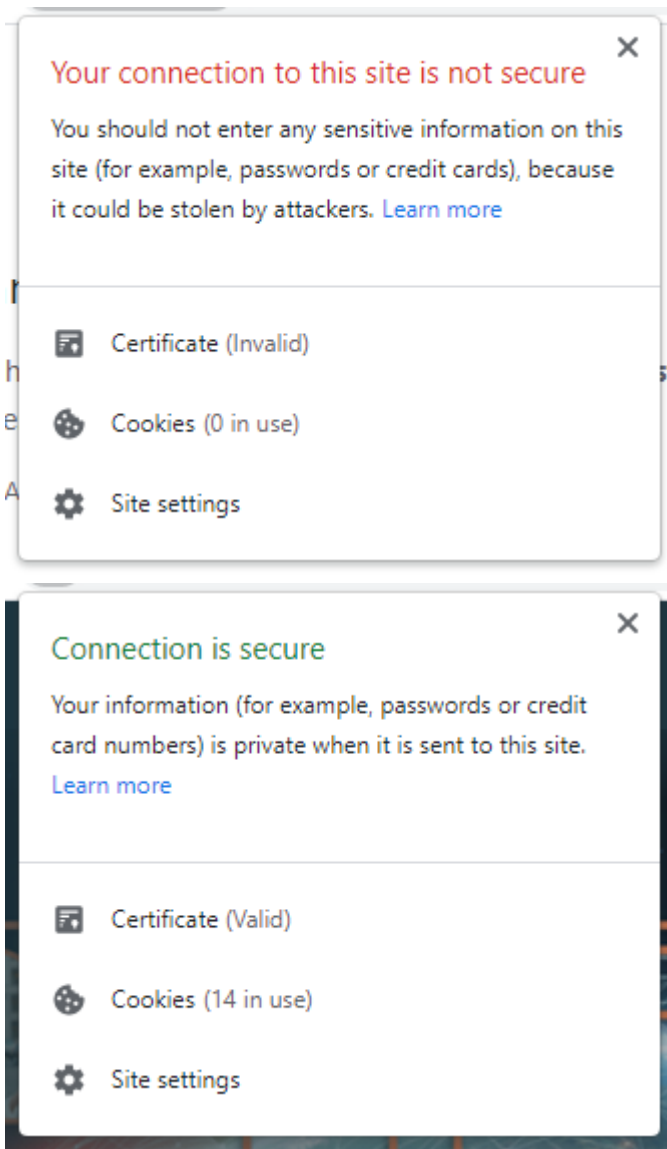 Your connection to this site is not secure
You should not enter any sensitive information on this
site (for example, passwords or credit cards), because
it could be stolen by attackers. Learn more
Certificate (Invalid)
Cookies (0 in use)
Site settings
Connection is secure
Your information (for example, passwords or credit
card numbers) is private when it is sent to this site.
Learn more
Certificate (Valid)
Cookies (14 in use)
Site settings